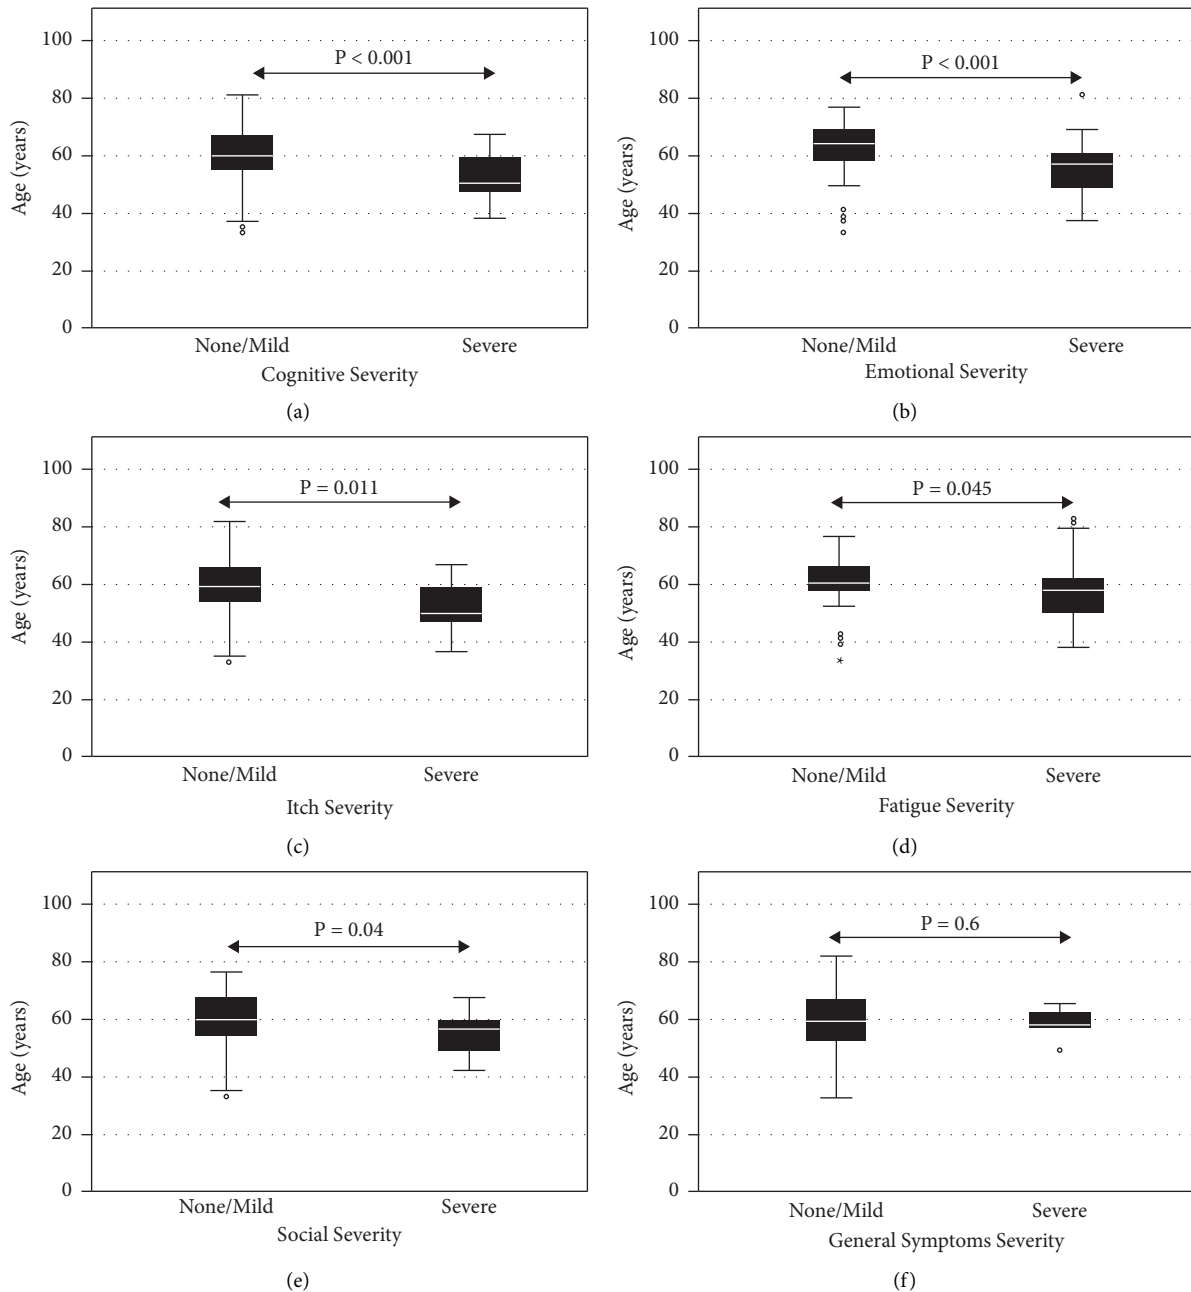 100
80
60
40
20
0
Age (years)
P < 0.001
None/Mild
Severe
Cognitive Severity
(a)
100
80
60
40
20
0
Age (years)
P < 0.001
None/Mild
Severe
Emotional Severity
(b)
100
80
60
40
20
0
Age (years)
P = 0.011
None/Mild
Severe
Itch Severity
(c)
100
80
60
40
20
0
Age (years)
P = 0.045
None/Mild
Severe
Fatigue Severity
(d)
100
80
60
40
20
0
Age (years)
P = 0.04
None/Mild
Severe
Social Severity
(e)
100
80
60
40
20
0
Age (years)
P = 0.6
None/Mild
Severe
General Symptoms Severity
(f)